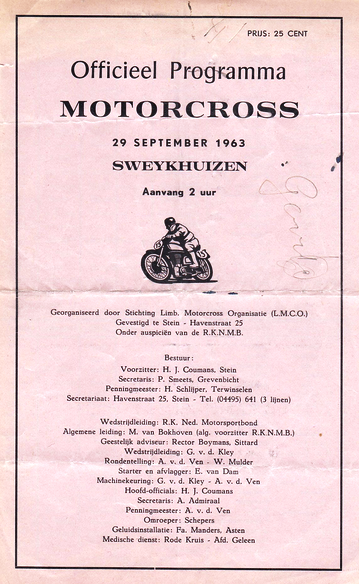 PRIJS: 25 CENT
Officieel Programma
MOTORCROSS
29 SEPTEMBER 1963
SWEYKHUIZEN
Aanvang 2 uur
Georganiseerd door Stichting Limb. Motorcross Organisatie (L.M.C.O.)
Gevestigd te Stein - Havenstraat 25
Onder auspiciën van de R.K.N.M.B.
Bestuur:
Voorzitter: H. J. Coumans, Stein
Secretaris: P. Smeets, Grevenbicht
Penningmeester: H. Schlijper, Terwinselen
Secretariaat: Havenstraat 25, Stein - Tel. (04495) 641 (3 lijnen)
Wedstrijdleiding: R.K. Ned. Motorsportbond
Algemene leiding: M. van Bokhoven (alg. voorzitter R.K.N.M.B.)
Geestelijk adviseur: Rector Boymans, Sittard
Wedstrijdleiding: G. v.d. Kley
Rondentelling: A. v.d. Ven - W. Mulder
Starter en afvlagger: E. van Dam
Machinekeuring: G. v.d. Kley - A. v.d. Ven
Hoofd-officials: H. J. Coumans
Secretaris: A. Admiraal
Penningmeester: A. v.d. Ven
Omroeper: Schepers
Geluidsinstallatie: Fa. Manders, Asten
Medische dienst: Rode Kruis - Afd. Geleen